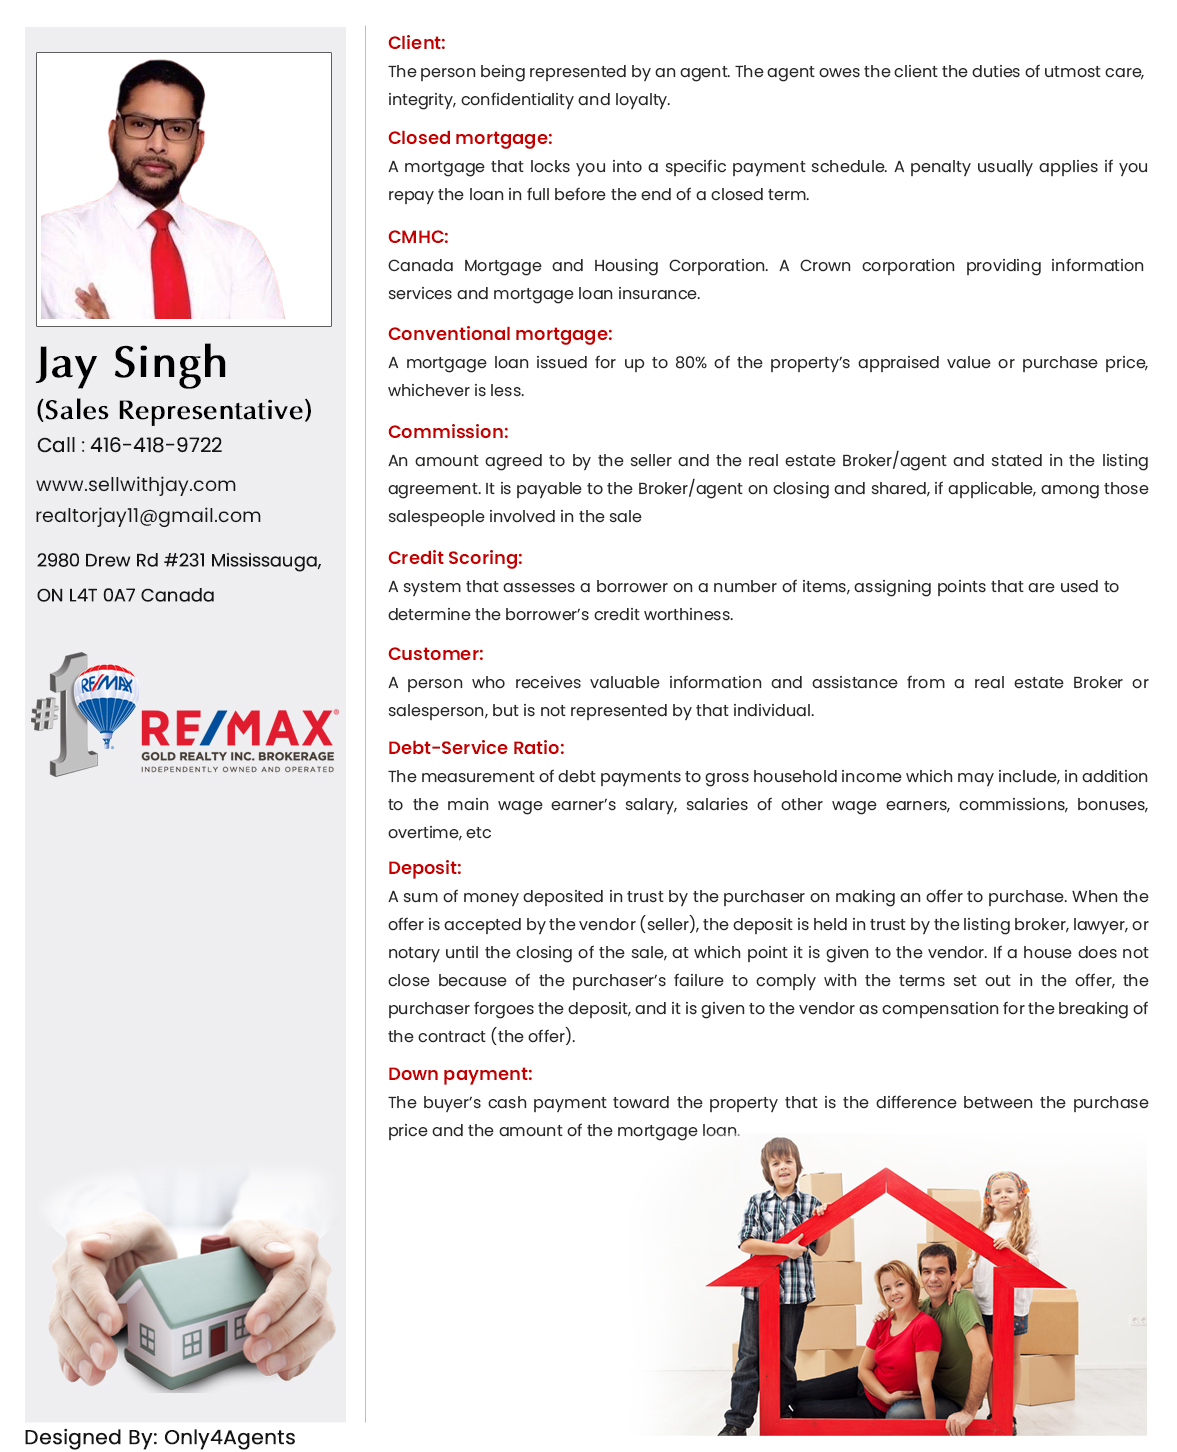 Jay Singh
(Sales Representative)
Call : 416-418-9722
www.sellwithjay.com
realtorjay11@gmail.com
2980 Drew Rd #231 Mississauga,
ON L4T 0A7 Canada
#1
RE/MAX
RE/MAX®
GOLD REALTY INC. BROKERAGE
INDEPENDENTLY OWNED AND OPERATED
Client:
The person being represented by an agent. The agent owes the client the duties of utmost care,
integrity, confidentiality and loyalty.
Closed mortgage:
A mortgage that locks you into a specific payment schedule. A penalty usually applies if you
repay the loan in full before the end of a closed term.
CMHC:
Canada Mortgage and Housing Corporation. A Crown corporation providing information
services and mortgage loan insurance.
Conventional mortgage:
A mortgage loan issued for up to 80% of the property’s appraised value or purchase price,
whichever is less.
Commission:
An amount agreed to by the seller and the real estate Broker/agent and stated in the listing
agreement. It is payable to the Broker/agent on closing and shared, if applicable, among those
salespeople involved in the sale
Credit Scoring:
A system that assesses a borrower on a number of items, assigning points that are used to
determine the borrower’s credit worthiness.
Customer:
A person who receives valuable information and assistance from a real estate Broker or
salesperson, but is not represented by that individual.
Debt-Service Ratio:
The measurement of debt payments to gross household income which may include, in addition
to the main wage earner’s salary, salaries of other wage earners, commissions, bonuses,
overtime, etc
Deposit:
A sum of money deposited in trust by the purchaser on making an offer to purchase. When the
offer is accepted by the vendor (seller), the deposit is held in trust by the listing broker, lawyer, or
notary until the closing of the sale, at which point it is given to the vendor. If a house does not
close because of the purchaser’s failure to comply with the terms set out in the offer, the
purchaser forgoes the deposit, and it is given to the vendor as compensation for the breaking of
the contract (the offer).
Down payment:
The buyer’s cash payment toward the property that is the difference between the purchase
price and the amount of the mortgage loan.
Designed By: Only4Agents